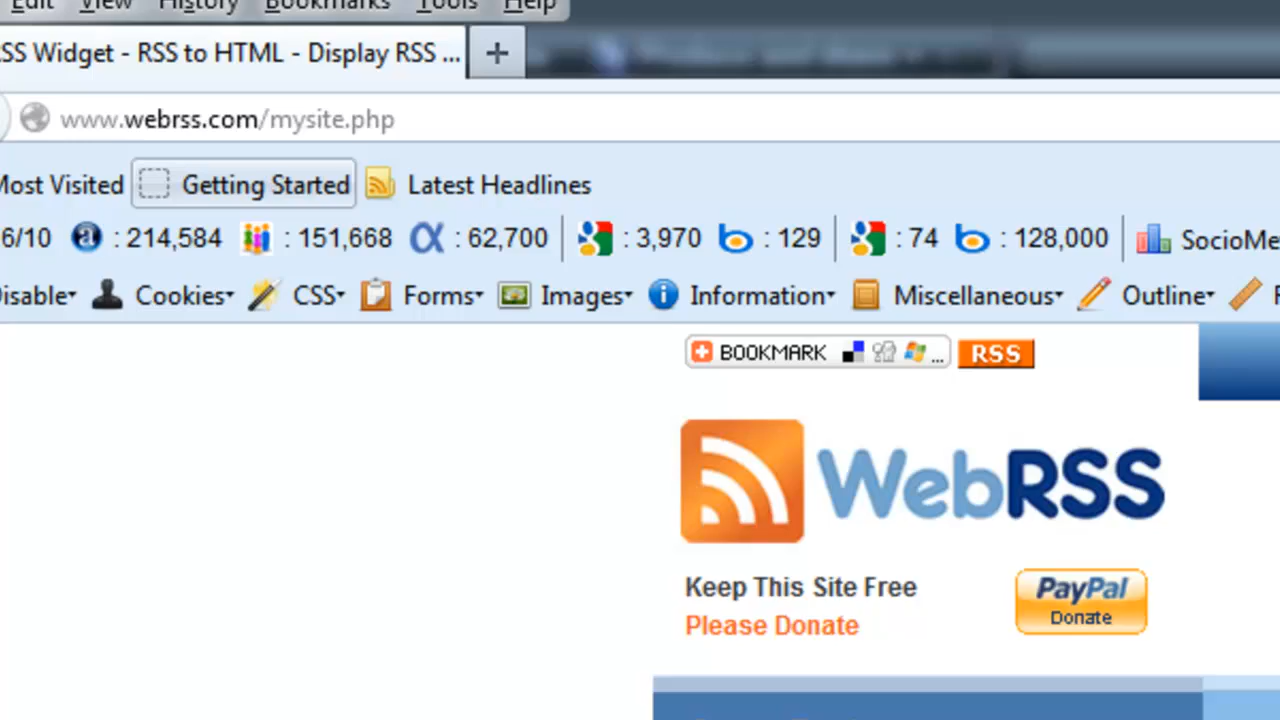 Edit View History Bookmarks Tools Help
SS Widget - RSS to HTML - Display RSS ... +
www.webrss.com/mysite.php
Most Visited Getting Started Latest Headlines
6/10 : 214,584 : 151,668 : 62,700 : 3,970 : 129 : 74 : 128,000 SocioMe
isable Cookies CSS Forms Images Information Miscellaneous Outline
BOOKMARK ... RSS
WebRSS
Keep This Site Free
PayPal
Donate
Please Donate